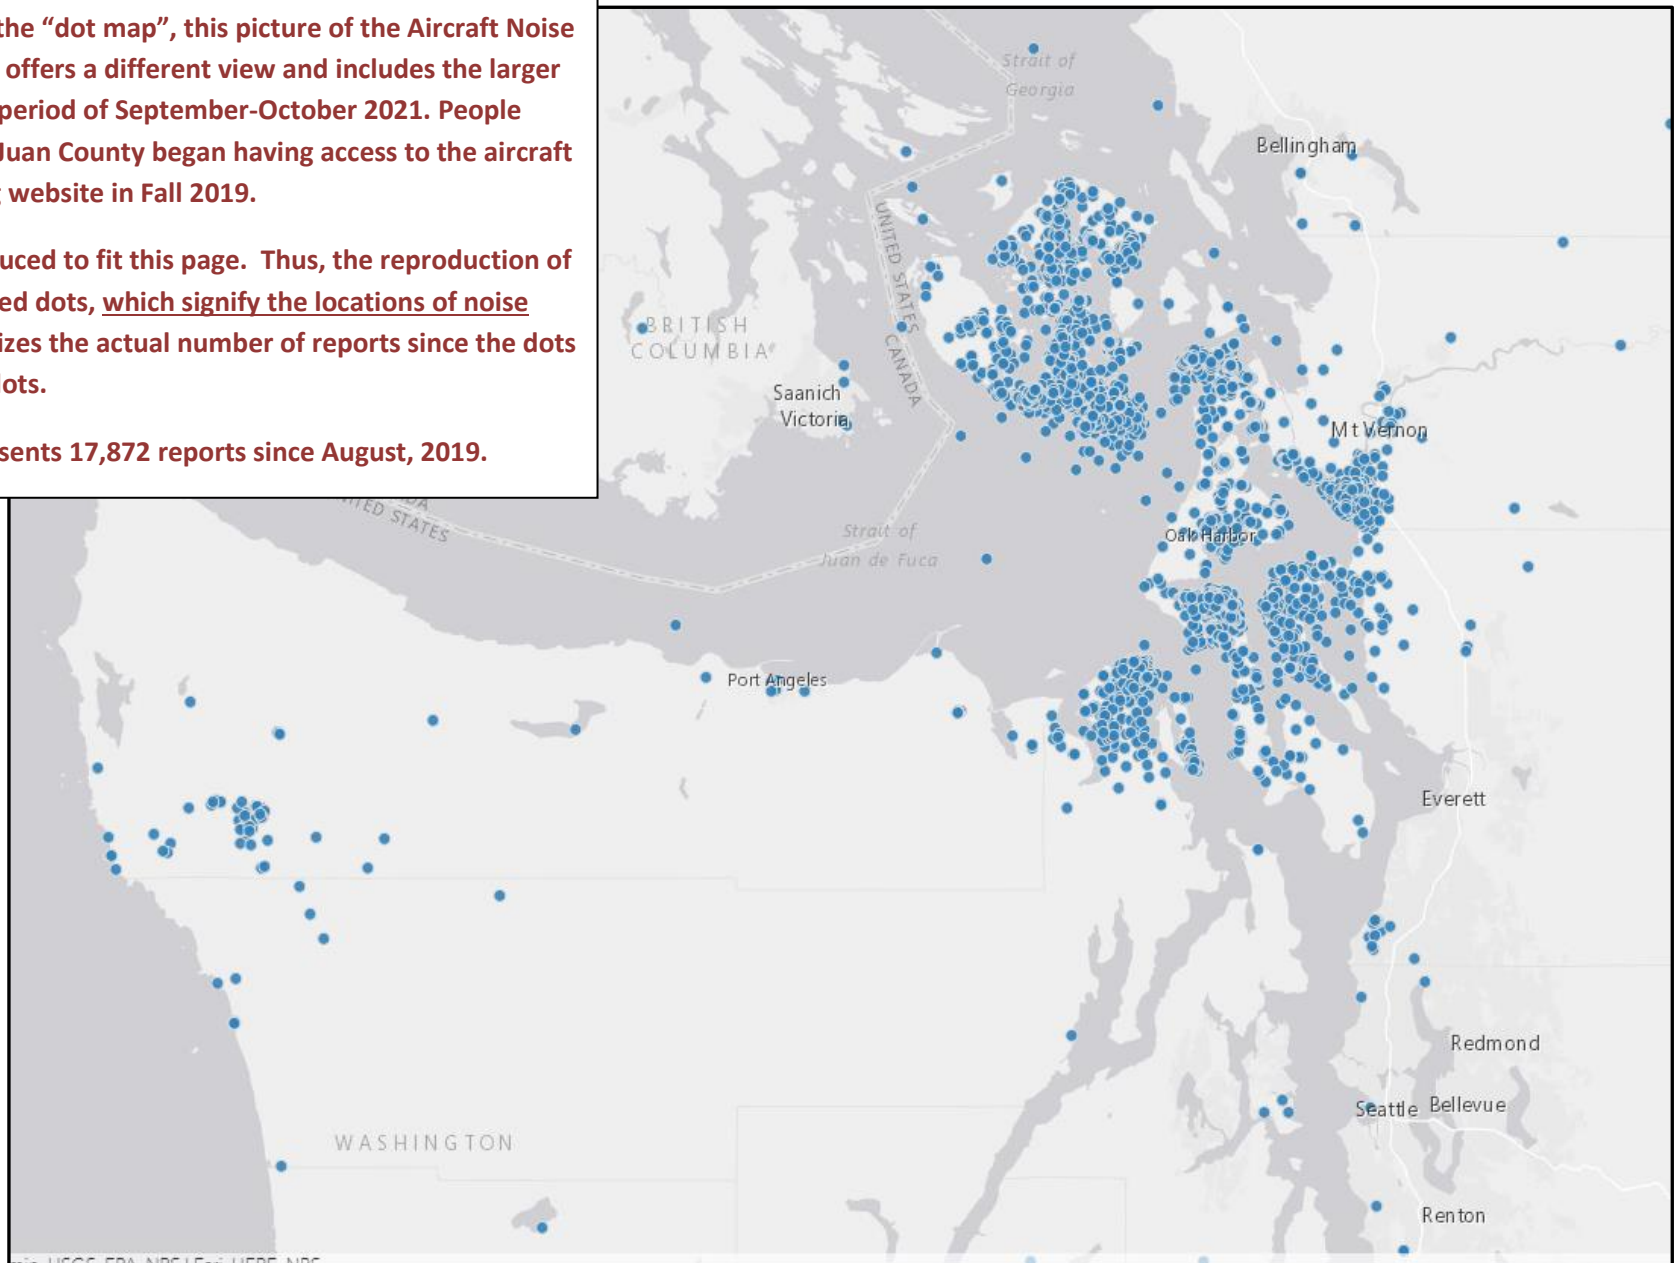 the “dot map”, this picture of the Aircraft Noise
offers a different view and includes the larger
period of September-October 2021. People
Juan County began having access to the aircraft
website in Fall 2019.
uced to fit this page. Thus, the reproduction of
ed dots, which signify the locations of noise
izes the actual number of reports since the dots
lots.
sents 17,872 reports since August, 2019.
Strait of
Georgia
Bellingham
UNITED STATES
CANADA
BRITISH
COLUMBIA
Saanich
Victoria
Mt Vernon
ADA
ITED STATES
Strait of
Juan de Fuca
Oak Harbor
Port Angeles
Everett
Redmond
Seattle
Bellevue
WASHINGTON
Renton